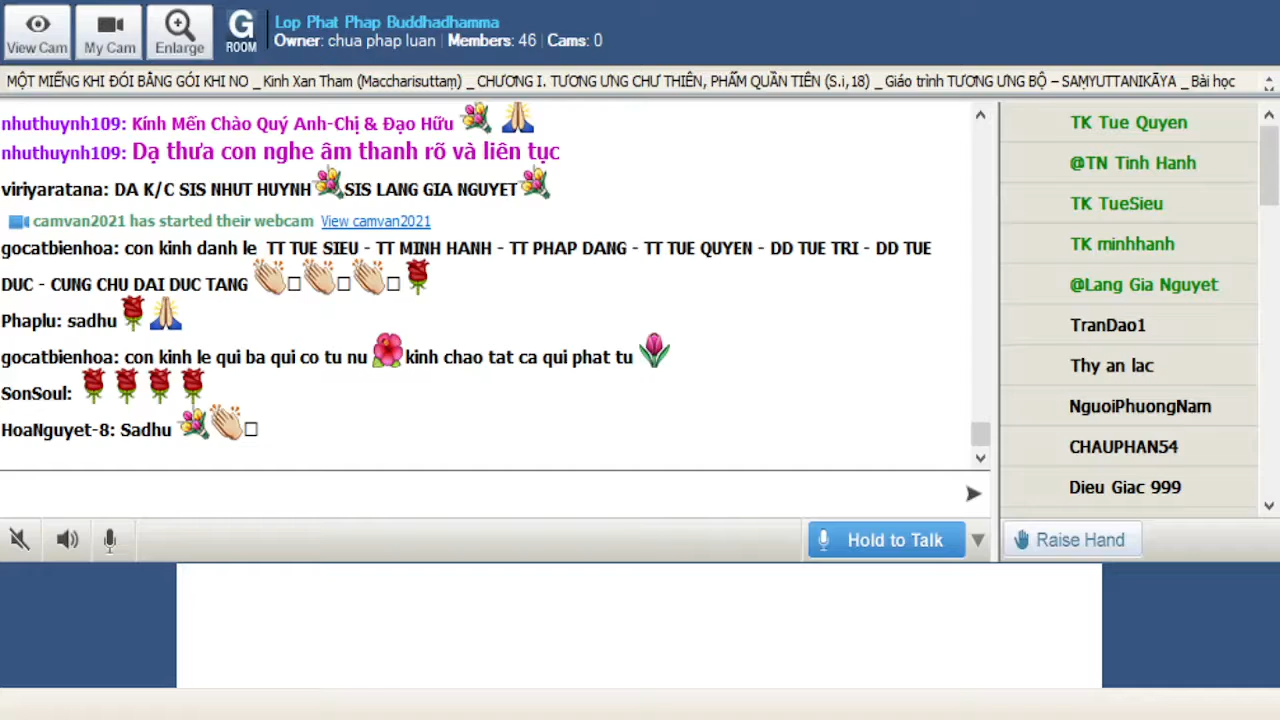 View Cam
My Cam
Enlarge
G
ROOM
Lop Phat Phap Buddhadhamma
Owner: chua phap luan | Members: 46 | Cams: 0
MỘT MIẾNG KHI ĐÓI BẰNG GÓI KHI NO _ Kinh Xan Tham (Maccharisuttaṃ) _ CHƯƠNG I. TƯƠNG ƯNG CHƯ THIÊN, PHẨM QUẦN TIÊN (S.i,18) _ Giáo trình TƯƠNG ƯNG BỘ – SAṂYUTTANIKĀYA _ Bài học
nhuthuynh109: Kính Mến Chào Quý Anh-Chị & Đạo Hữu
nhuthuynh109: Dạ thưa con nghe âm thanh rõ và liên tục
viriyaratana: DA K/C SIS NHUT HUYNH SIS LANG GIA NGUYET
camvan2021 has started their webcam View camvan2021
gocatbienhoa: con kinh danh le TT TUE SIEU - TT MINH HANH - TT PHAP DANG - TT TUE QUYEN - DD TUE TRI - DD TUE
DUC - CUNG CHU DAI DUC TANG
Phaplu: sadhu
gocatbienhoa: con kinh le qui ba qui co tu nu kinh chao tat ca qui phat tu
SonSoul:
HoaNguyet-8: Sadhu
TK Tue Quyen
@TN Tinh Hanh
TK TueSieu
TK minhhanh
@Lang Gia Nguyet
TranDao1
Thy an lac
NguoiPhuongNam
CHAUPHAN54
Dieu Giac 999
Hold to Talk
Raise Hand